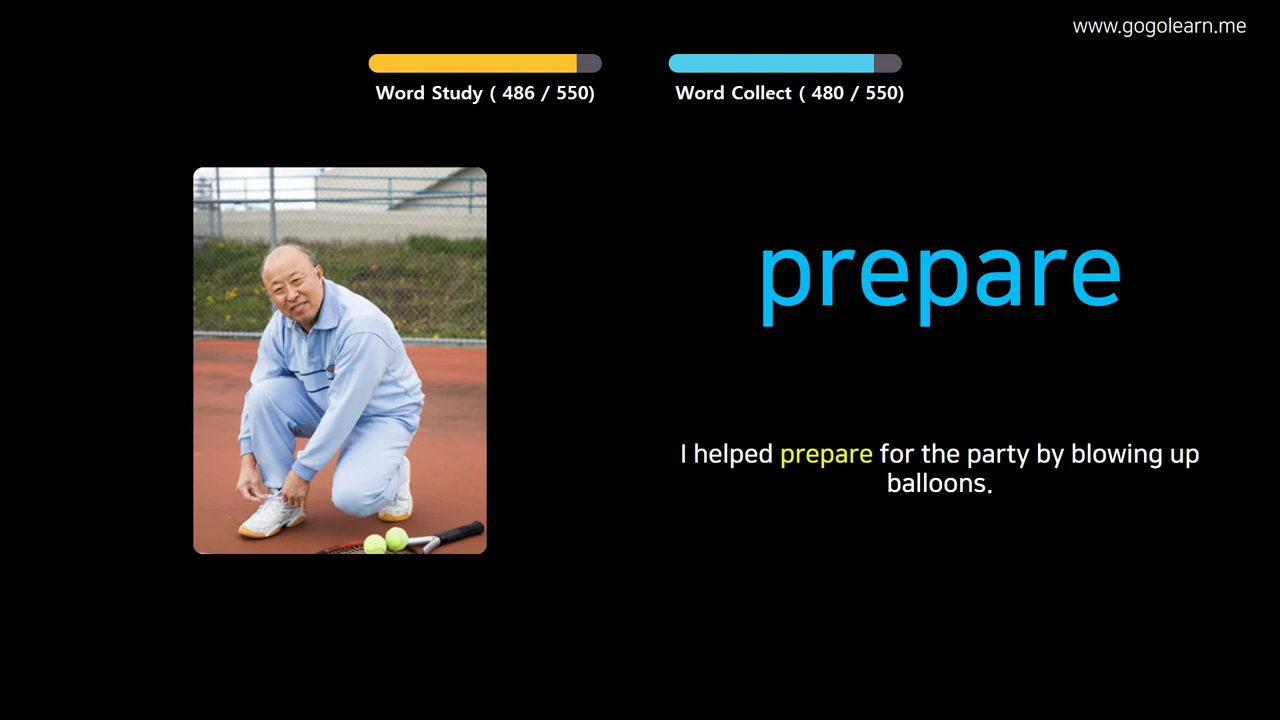 www.gogolearn.me
Word Study ( 486 / 550)
Word Collect ( 480 / 550)
prepare
I helped prepare for the party by blowing up
balloons.